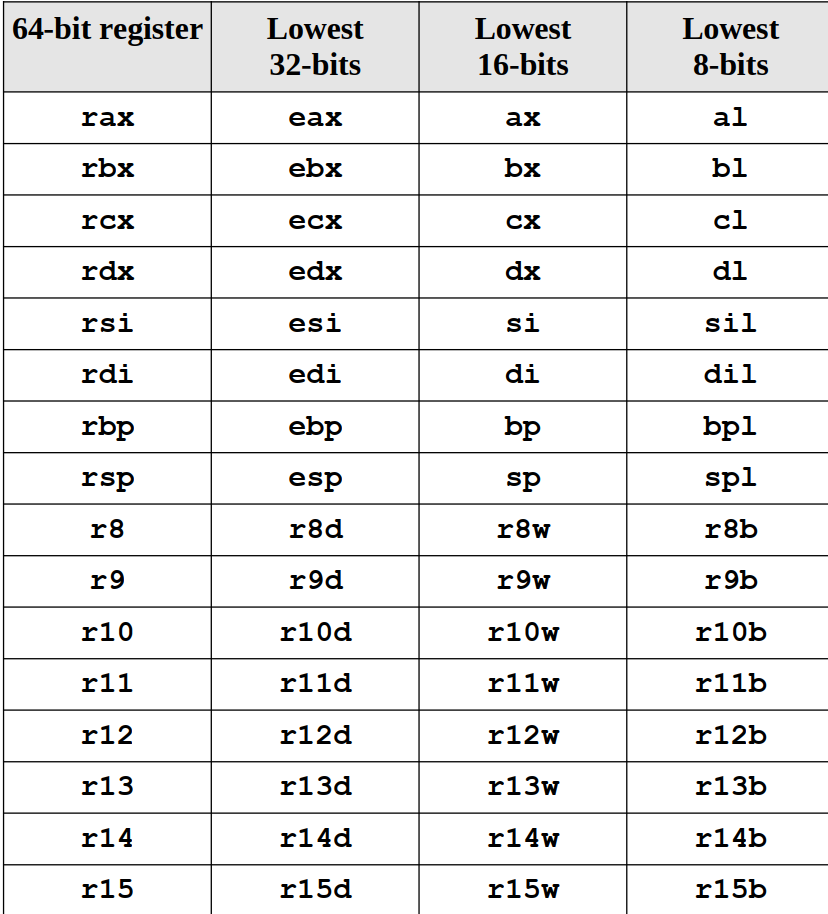 64-bit register Lowest 32-bits Lowest 16-bits Lowest 8-bits
rax eax ax al
rbx ebx bx bl
rcx ecx cx cl
rdx edx dx dl
rsi esi si sil
rdi edi di dil
rbp ebp bp bpl
rsp esp sp spl
r8 r8d r8w r8b
r9 r9d r9w r9b
r10 r10d r10w r10b
r11 r11d r11w r11b
r12 r12d r12w r12b
r13 r13d r13w r13b
r14 r14d r14w r14b
r15 r15d r15w r15b